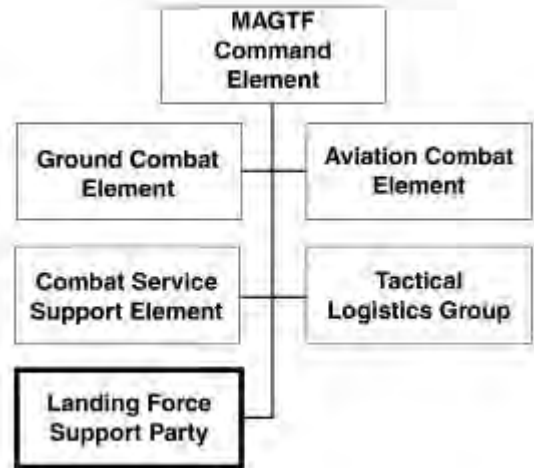 MAGTF
Command
Element
Ground Combat
Element
Aviation Combat
Element
Combat Service
Support Element
Tactical
Logistics Group
Landing Force
Support Party